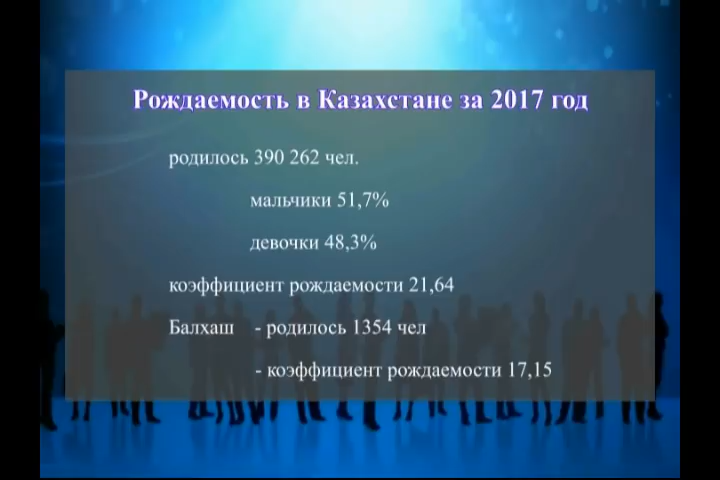 Рождаемость в Казахстане за 2017 год
родилось 390 262 чел.
мальчики 51,7%
девочки 48,3%
коэффициент рождаемости 21,64
Балхаш - родилось 1354 чел
- коэффициент рождаемости 17,15